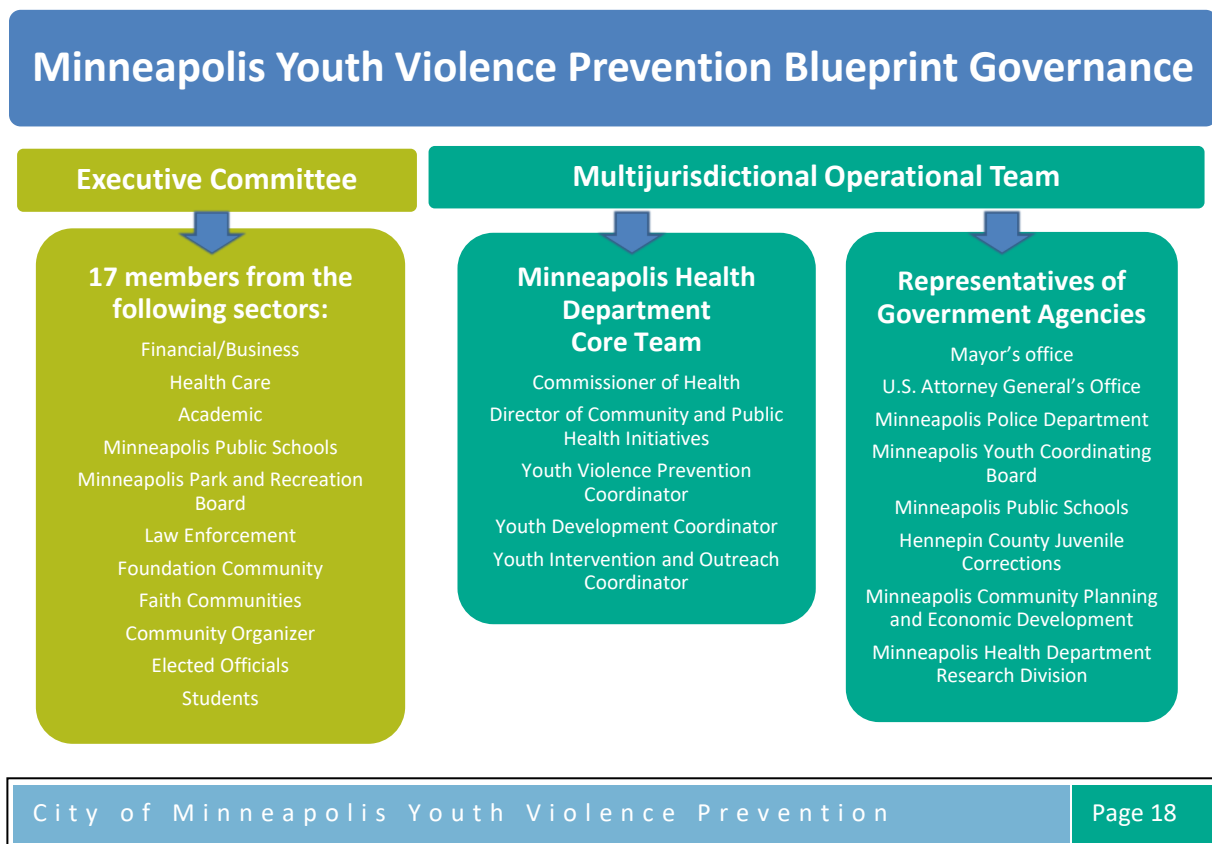 Minneapolis Youth Violence Prevention Blueprint Governance
Executive Committee
17 members from the
following sectors:
Financial/Business
Health Care
Academic
Minneapolis Public Schools
Minneapolis Park and Recreation
Board
Law Enforcement
Foundation Community
Faith Communities
Community Organizer
Elected Officials
Students
Multijurisdictional Operational Team
Minneapolis Health
Department
Core Team
Commissioner of Health
Director of Community and Public
Health Initiatives
Youth Violence Prevention
Coordinator
Youth Development Coordinator
Youth Intervention and Outreach
Coordinator
Representatives of
Government Agencies
Mayor’s office
U.S. Attorney General’s Office
Minneapolis Police Department
Minneapolis Youth Coordinating
Board
Minneapolis Public Schools
Hennepin County Juvenile
Corrections
Minneapolis Community Planning
and Economic Development
Minneapolis Health Department
Research Division
City of Minneapolis Youth Violence Prevention
Page 18